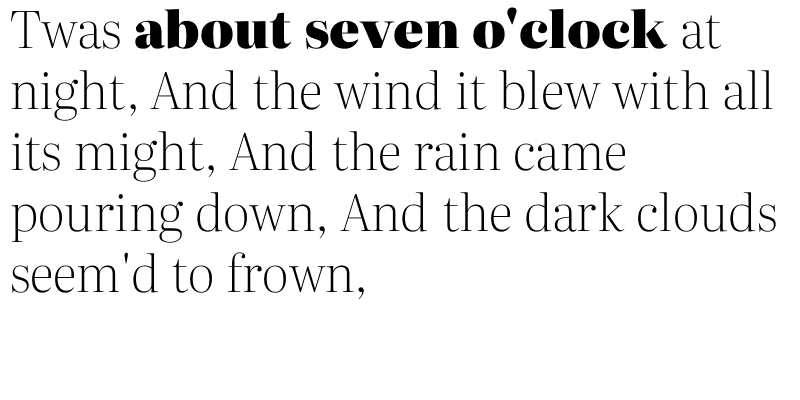 Twas about seven o'clock at
night, And the wind it blew with all
its might, And the rain came
pouring down, And the dark clouds
seem'd to frown,